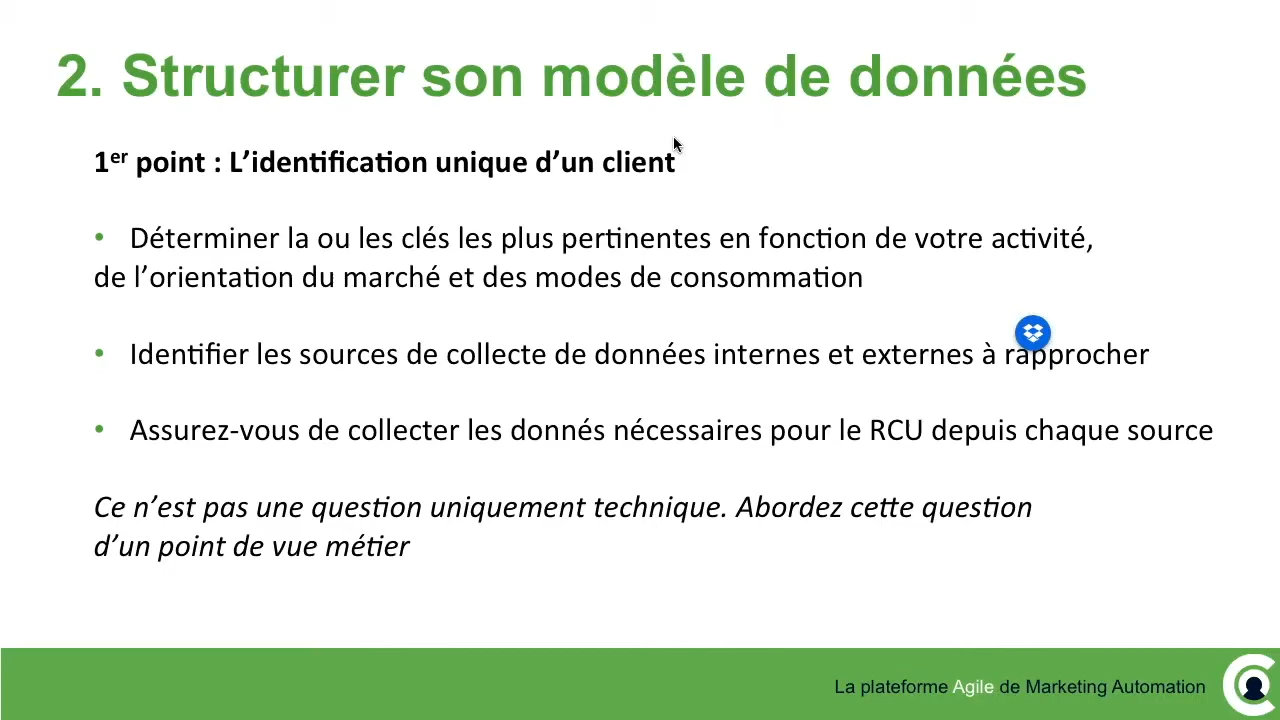 2. Structurer son modèle de données
1er point : L’identification unique d’un client
• Déterminer la ou les clés les plus pertinentes en fonction de votre activité,
de l’orientation du marché et des modes de consommation
• Identifier les sources de collecte de données internes et externes à rapprocher
• Assurez-vous de collecter les donnés nécessaires pour le RCU depuis chaque source
Ce n’est pas une question uniquement technique. Abordez cette question
d’un point de vue métier
La plateforme Agile de Marketing Automation